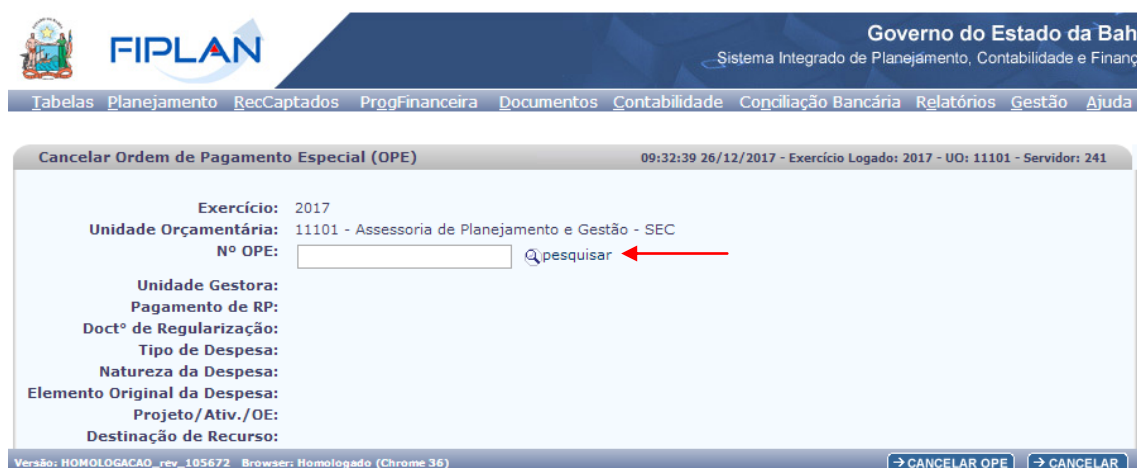 FIPLAN
Governo do Estado da Bah
Sistema Integrado de Planejamento, Contabilidade e Finanç
Tabelas Planejamento RecCaptados ProgFinanceira Documentos Contabilidade Conciliação Bancária Relatórios Gestão Ajuda
Cancelar Ordem de Pagamento Especial (OPE) 09:32:39 26/12/2017 - Exercício Logado: 2017 - UO: 11101 - Servidor: 241
Exercício: 2017
Unidade Orçamentária: 11101 - Assessoria de Planejamento e Gestão - SEC
Nº OPE: pesquisar
Unidade Gestora:
Pagamento de RP:
Doctº de Regularização:
Tipo de Despesa:
Natureza da Despesa:
Elemento Original da Despesa:
Projeto/Ativ./OE:
Destinação de Recurso:
Versão: HOMOLOGACAO_rev_105672 Browser: Homologado (Chrome 36) CANCELAR OPE CANCELAR